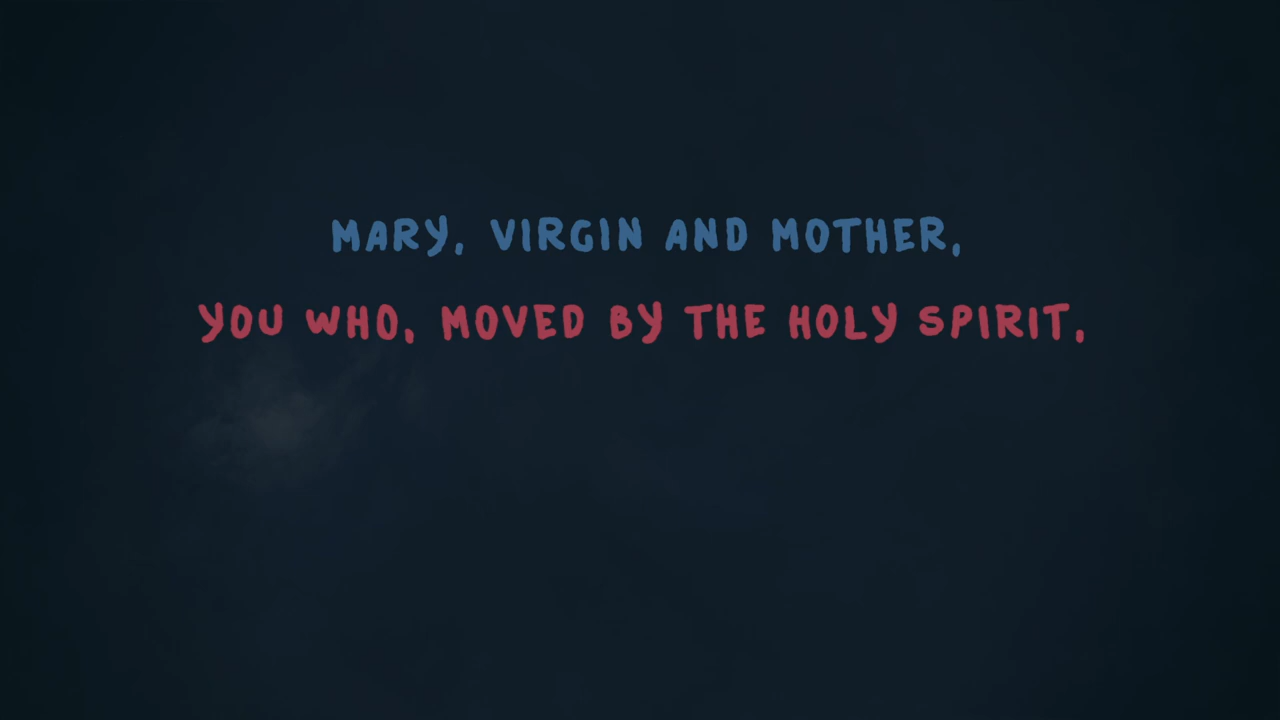 MARY, VIRGIN AND MOTHER,
YOU WHO, MOVED BY THE HOLY SPIRIT,